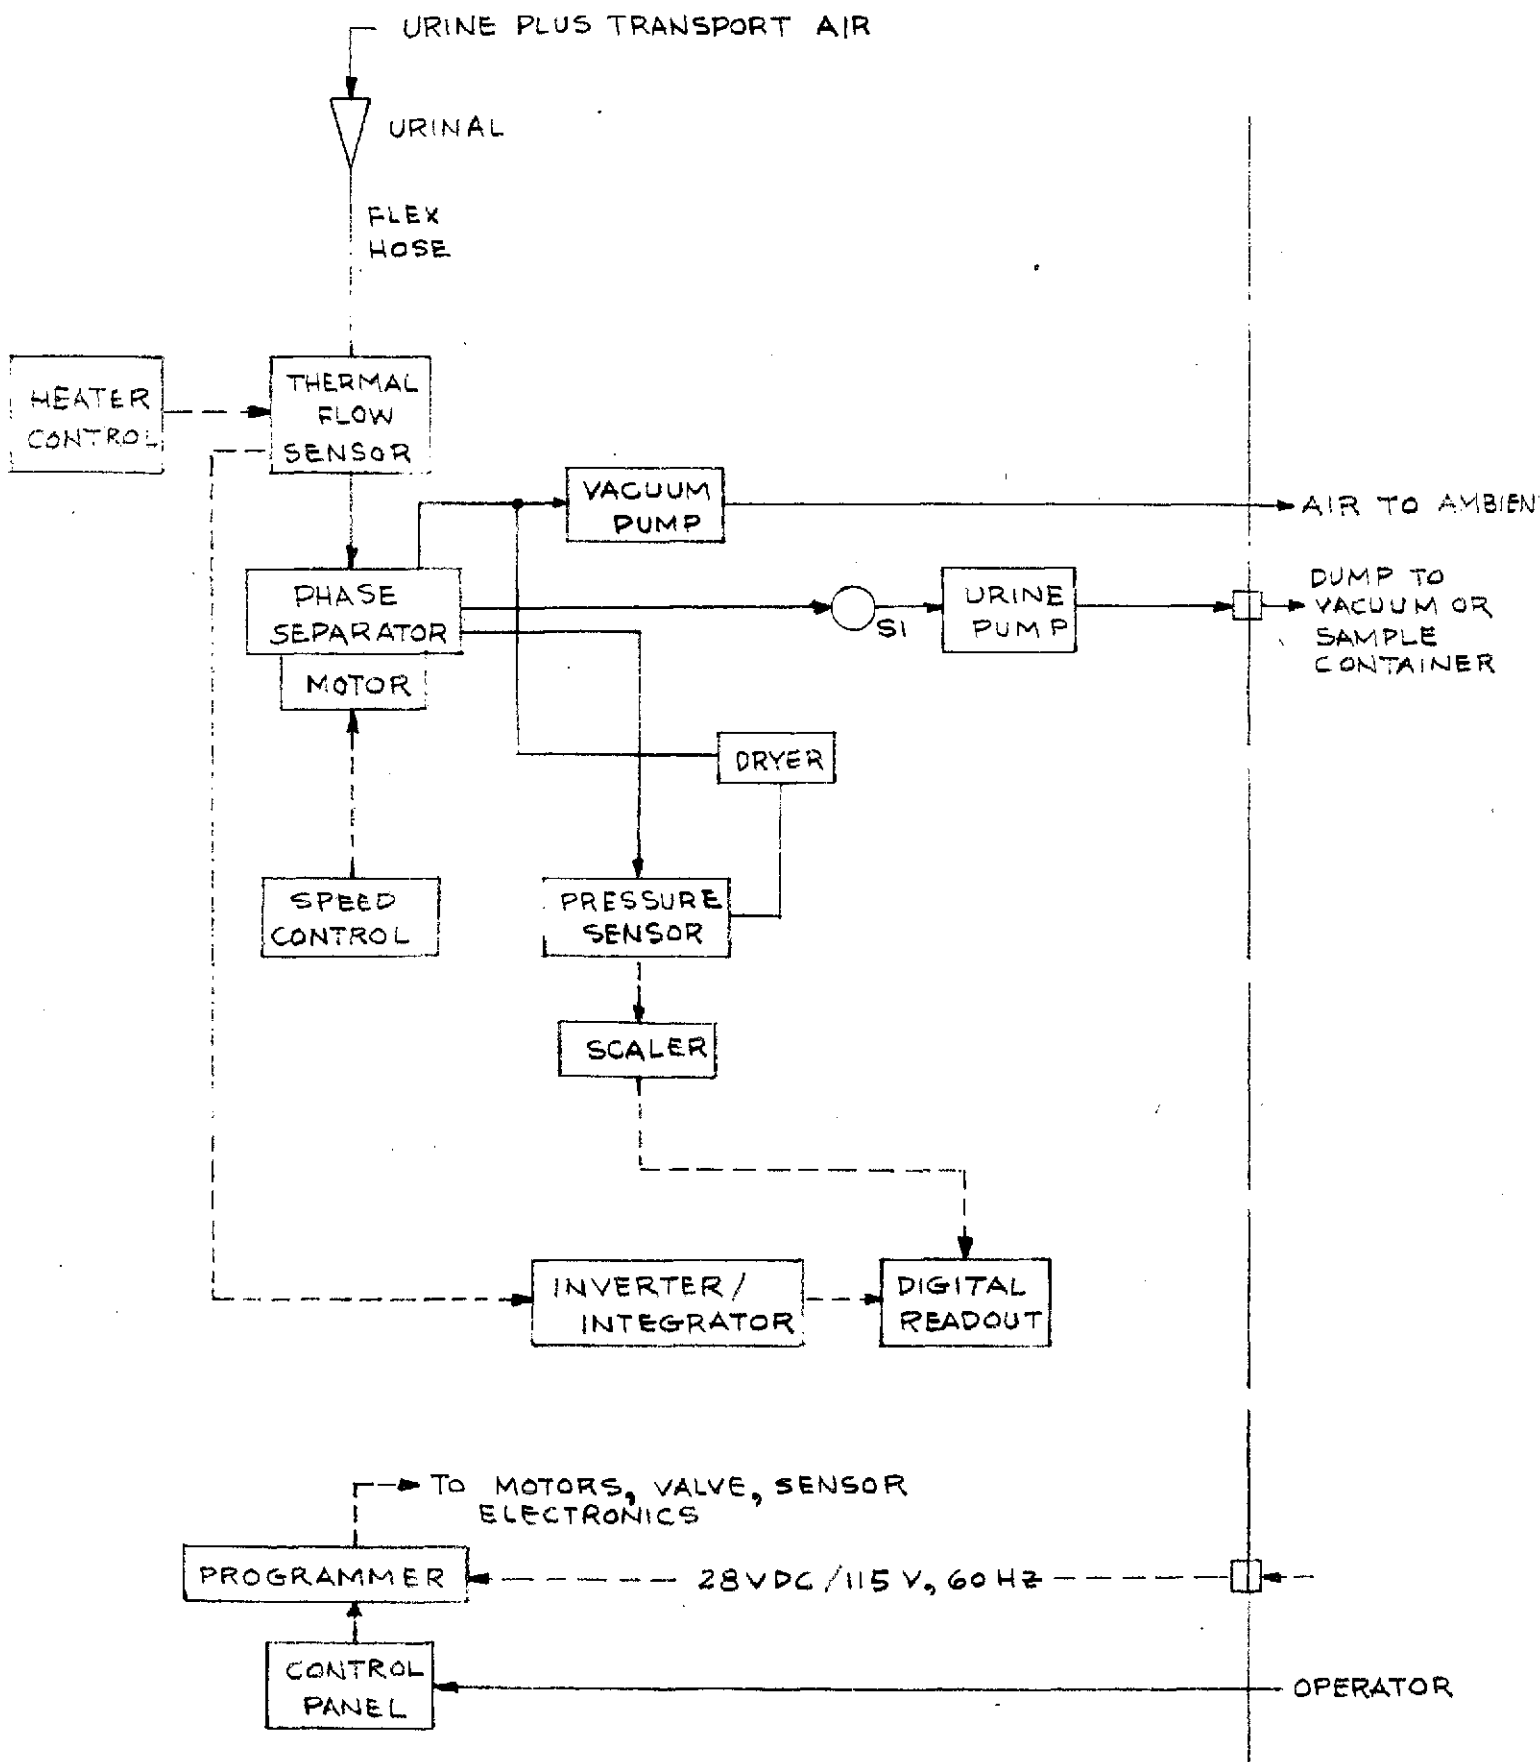 URINE PLUS TRANSPORT AIR
URINAL
FLEX
HOSE
HEATER
CONTROL
THERMAL
FLOW
SENSOR
VACUUM
PUMP
AIR TO AMBIEN
PHASE
SEPARATOR
MOTOR
S1
URINE
PUMP
DUMP TO
VACUUM OR
SAMPLE
CONTAINER
DRYER
SPEED
CONTROL
PRESSURE
SENSOR
SCALER
INVERTER/
INTEGRATOR
DIGITAL
READOUT
TO MOTORS, VALVE, SENSOR
ELECTRONICS
PROGRAMMER
28VDC/115 V, 60 HZ
CONTROL
PANEL
OPERATOR